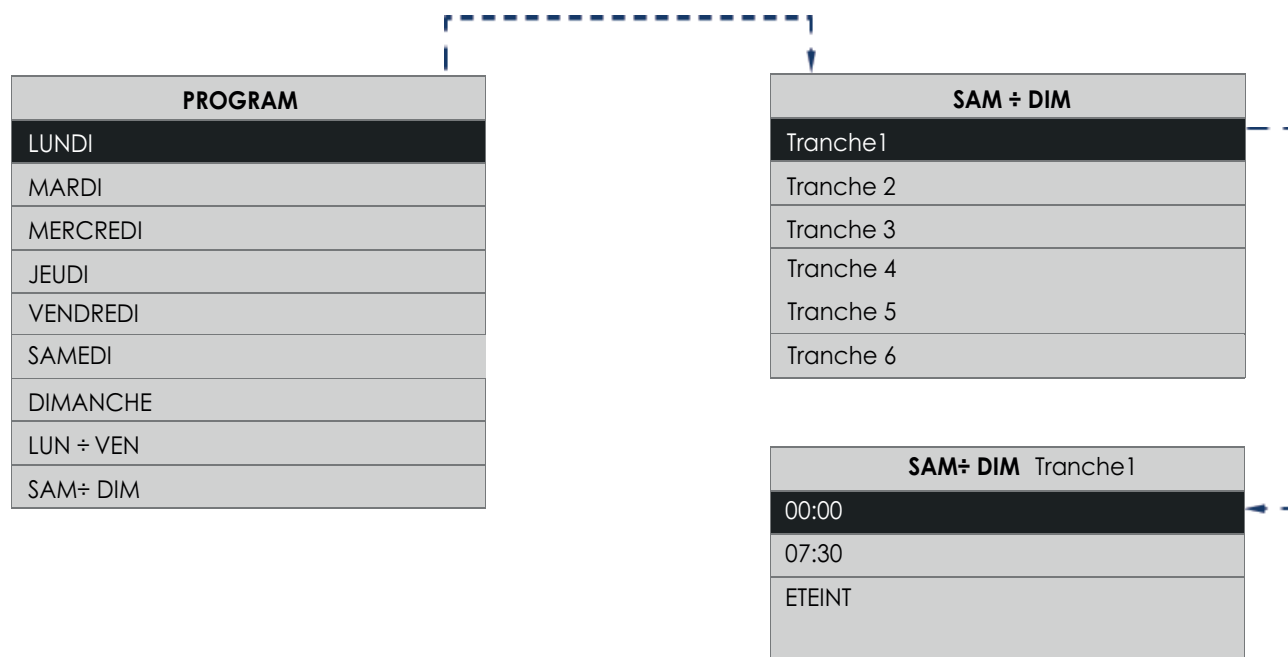 PROGRAM
LUNDI
MARDI
MERCREDI
JEUDI
VENDREDI
SAMEDI
DIMANCHE
LUN ÷ VEN
SAM÷ DIM
SAM ÷ DIM
Tranche1
Tranche 2
Tranche 3
Tranche 4
Tranche 5
Tranche 6
SAM÷ DIM Tranche1
00:00
07:30
ETEINT